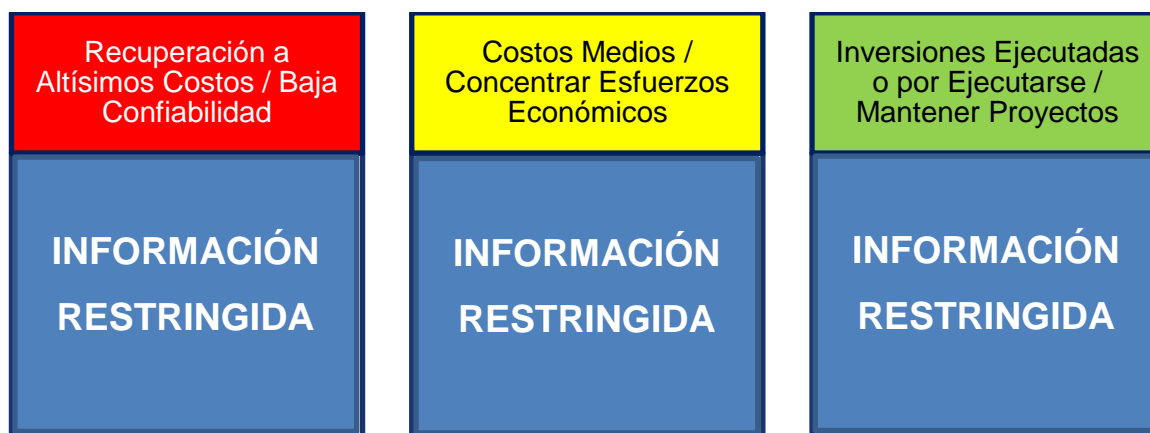 Recuperación a
Altísimos Costos / Baja
Confiabilidad
INFORMACIÓN
RESTRINGIDA
Costos Medios /
Concentrar Esfuerzos
Económicos
INFORMACIÓN
RESTRINGIDA
Inversiones Ejecutadas
o por Ejecutarse /
Mantener Proyectos
INFORMACIÓN
RESTRINGIDA